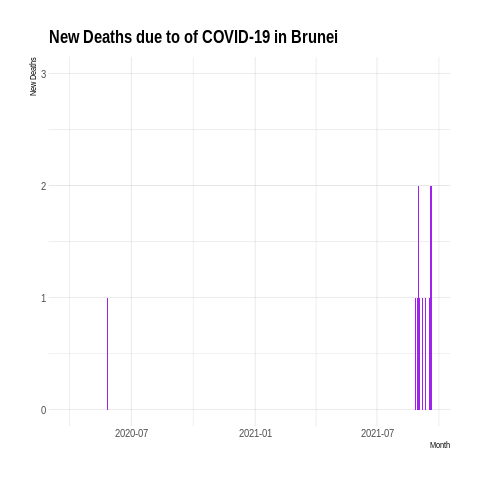 New Deaths due to of COVID-19 in Brunei
New Deaths
3
2
1
0
2020-07
2021-01
2021-07
Month